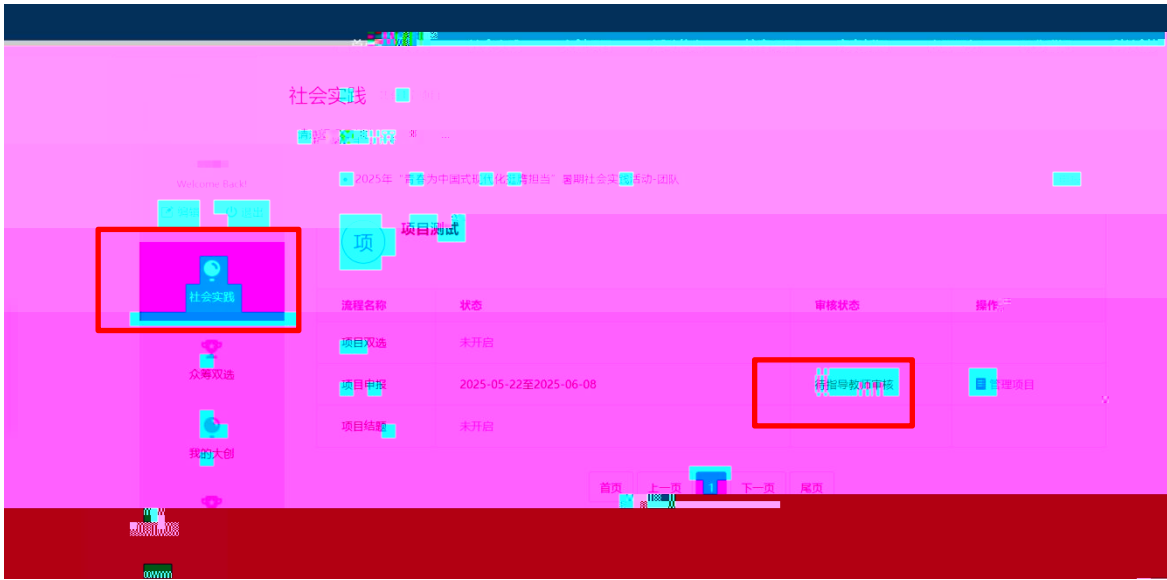 社会实践
...
Welcome Back!
2025年“青春为中国式现代化挺膺担当”暑期社会实践活动-团队
项 项目测试
社会实践
流程名称 状态 审核状态 操作
项目双选 未开启
众筹双选
项目申报 2025-05-22至2025-06-08 待指导教师审核 管理项目
项目结题 未开启
我的大创
首页 上一页 1 下一页 尾页